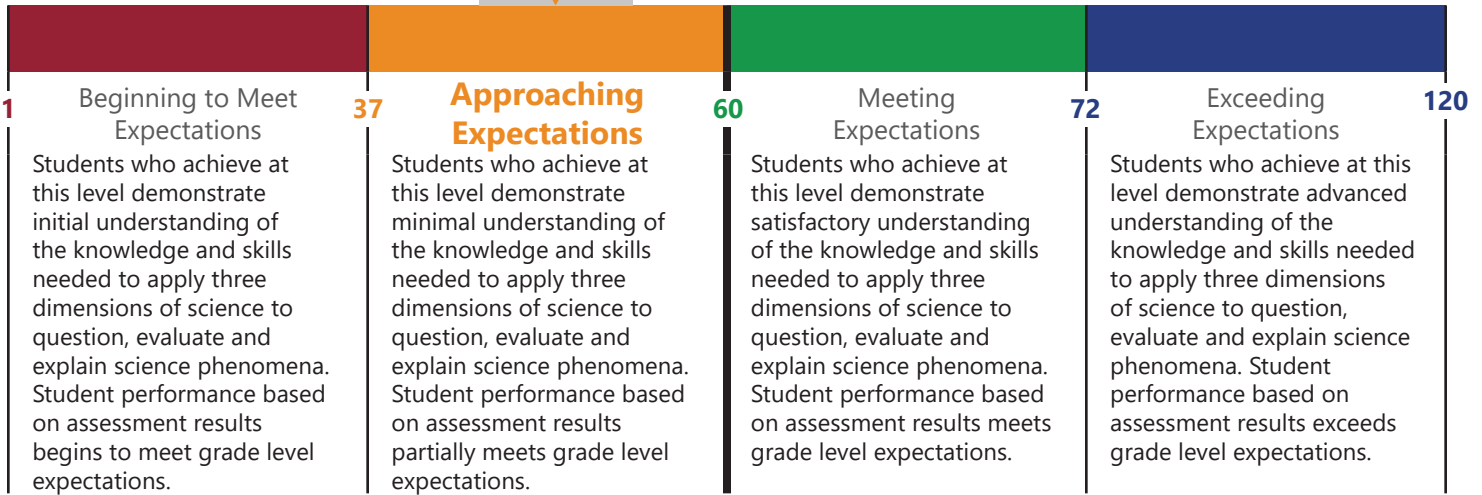 1
Beginning to Meet
Expectations
Students who achieve at
this level demonstrate
initial understanding of
the knowledge and skills
needed to apply three
dimensions of science to
question, evaluate and
explain science phenomena.
Student performance based
on assessment results
begins to meet grade level
expectations.
37
Approaching
Expectations
Students who achieve at
this level demonstrate
minimal understanding of
the knowledge and skills
needed to apply three
dimensions of science to
question, evaluate and
explain science phenomena.
Student performance based
on assessment results
partially meets grade level
expectations.
60
Meeting
Expectations
Students who achieve at
this level demonstrate
satisfactory understanding
of the knowledge and skills
needed to apply three
dimensions of science to
question, evaluate and
explain science phenomena.
Student performance based
on assessment results meets
grade level expectations.
72
Exceeding
Expectations
120
Students who achieve at this
level demonstrate advanced
understanding of the
knowledge and skills needed
to apply three dimensions
of science to question,
evaluate and explain science
phenomena. Student
performance based on
assessment results exceeds
grade level expectations.